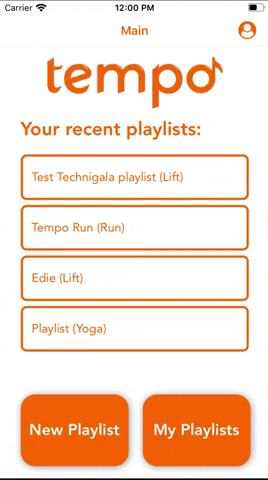 Carrier 12:00 PM
Main
tempo
Your recent playlists:
Test Technigala playlist (Lift)
Tempo Run (Run)
Edie (Lift)
Playlist (Yoga)
New Playlist My Playlists